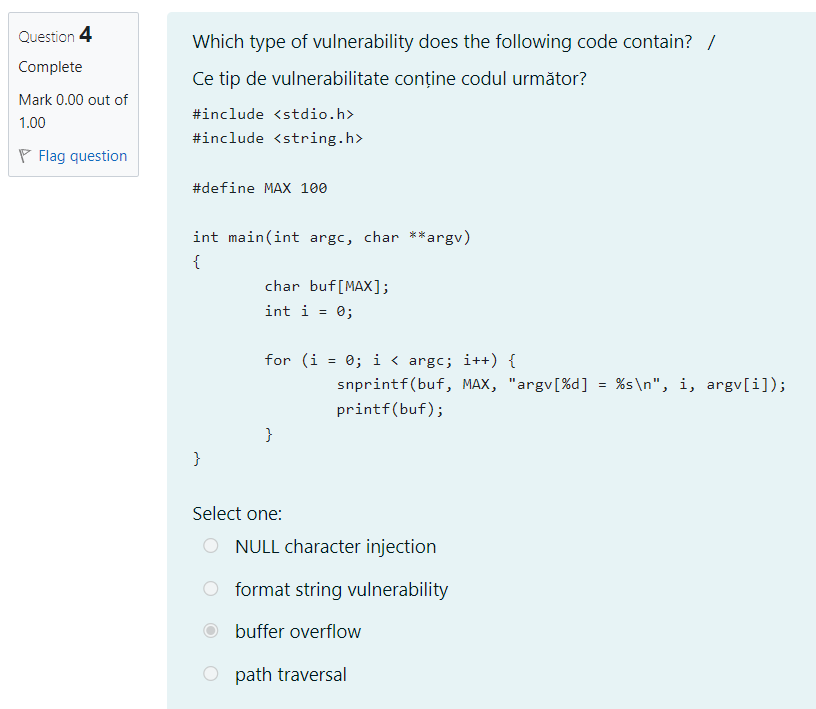 Question 4
Complete
Mark 0.00 out of
1.00
Flag question
Which type of vulnerability does the following code contain? /
Ce tip de vulnerabilitate conține codul următor?
#include <stdio.h>
#include <string.h>
#define MAX 100
int main(int argc, char **argv)
{
        char buf[MAX];
        int i = 0;
        for (i = 0; i < argc; i++) {
                snprintf(buf, MAX, "argv[%d] = %s\n", i, argv[i]);
                printf(buf);
        }
}
Select one:
NULL character injection
format string vulnerability
buffer overflow
path traversal